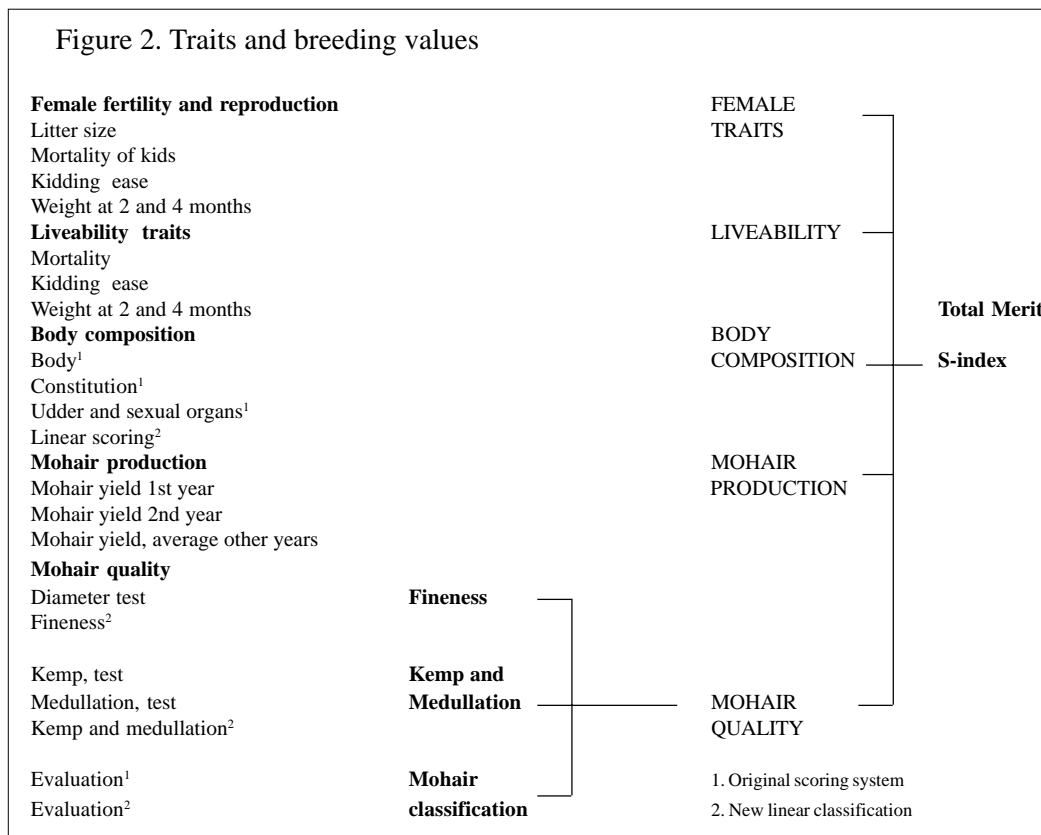 Figure 2. Traits and breeding values
Female fertility and reproduction FEMALE
Litter size TRAITS
Mortality of kids
Kidding ease
Weight at 2 and 4 months
Liveability traits LIVEABILITY
Mortality
Kidding ease
Weight at 2 and 4 months Total Merit
Body composition BODY
Body¹ COMPOSITION S-index
Constitution¹
Udder and sexual organs¹
Linear scoring²
Mohair production MOHAIR
Mohair yield 1st year PRODUCTION
Mohair yield 2nd year
Mohair yield, average other years
Mohair quality
Diameter test Fineness
Fineness²
Kemp, test Kemp and
Medullation, test Medullation MOHAIR
Kemp and medullation² QUALITY
Evaluation¹ Mohair 1. Original scoring system
Evaluation² classification 2. New linear classification